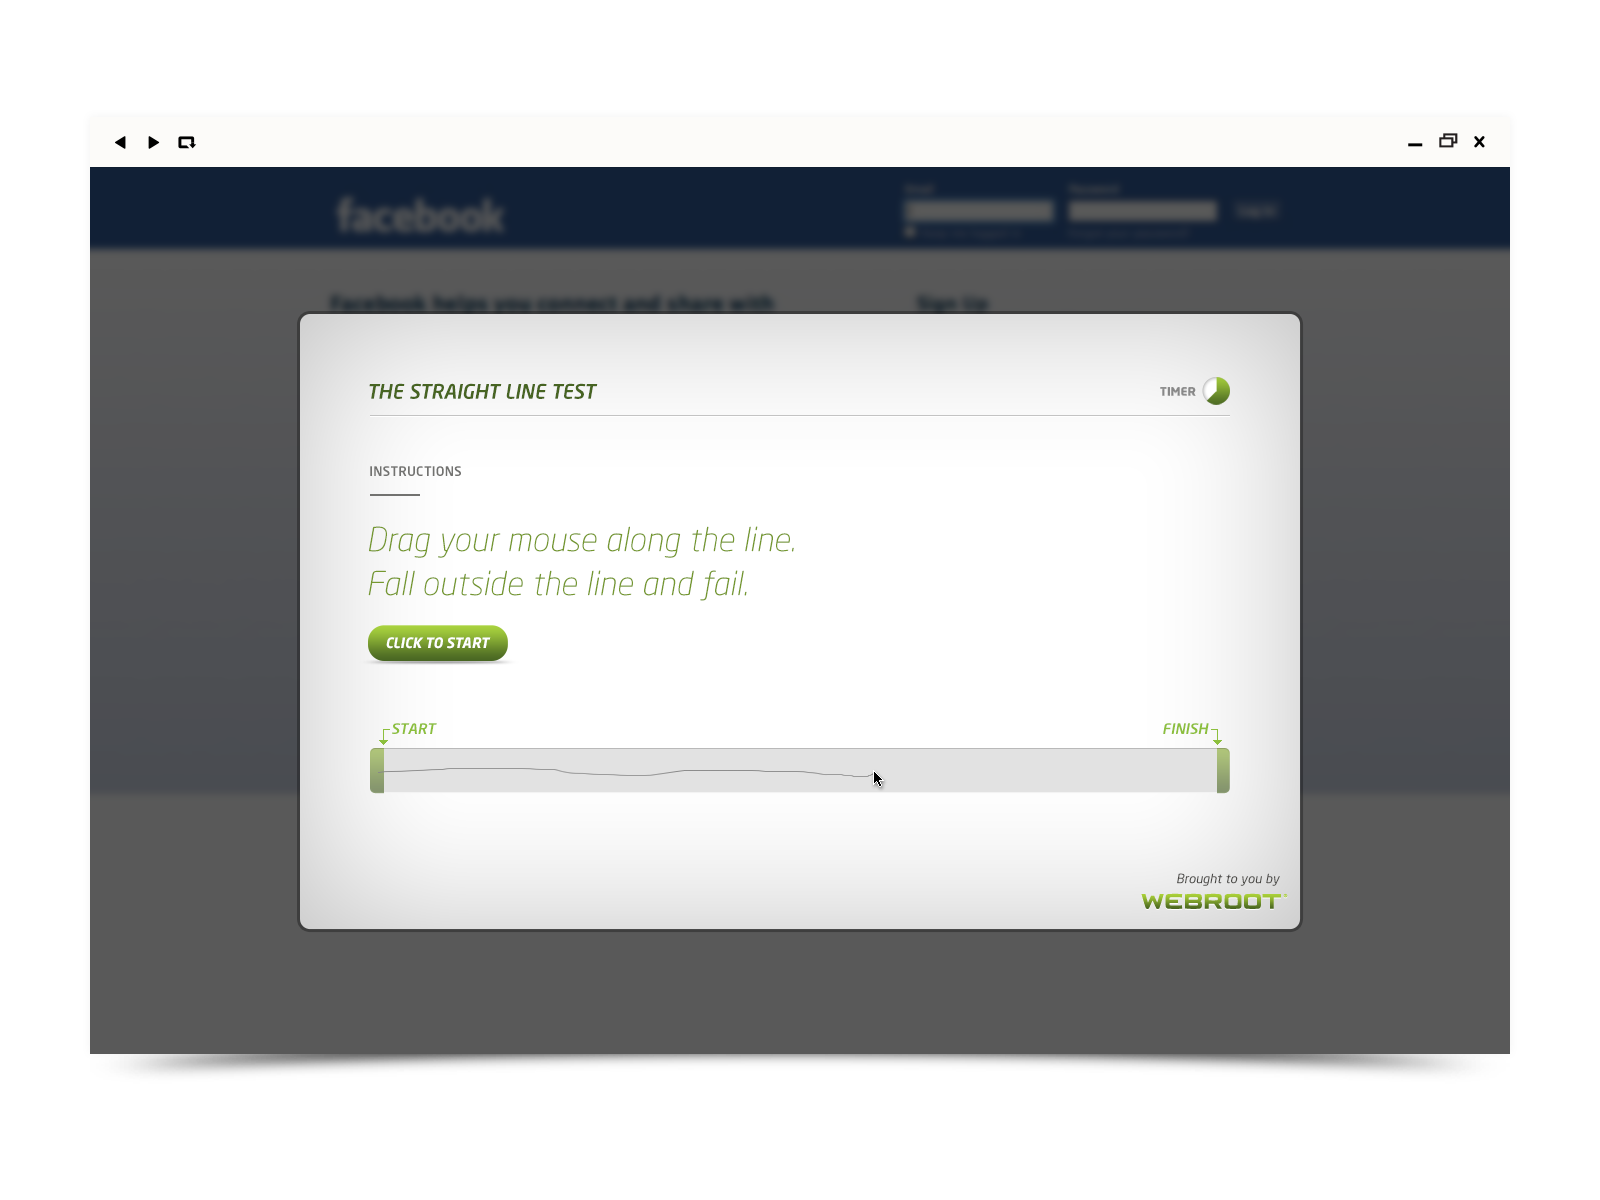 facebook
Facebook helps you connect and share with
Sign Up
THE STRAIGHT LINE TEST
TIMER
INSTRUCTIONS
Drag your mouse along the line.
Fall outside the line and fail.
CLICK TO START
START
FINISH
Brought to you by
WEBROOT